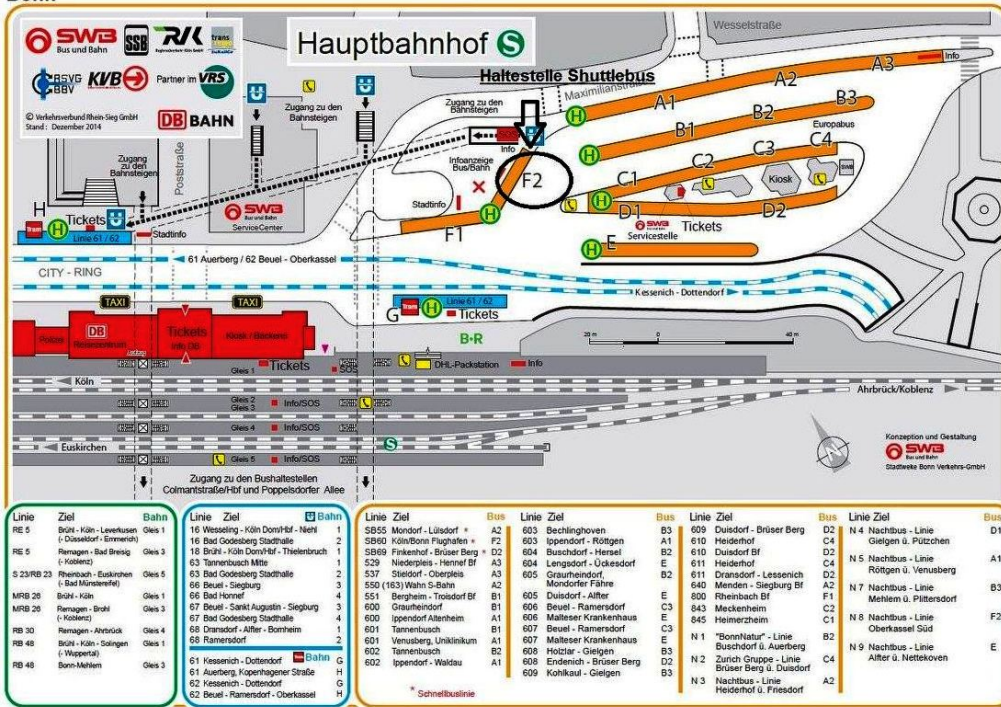 SWB
Bus und Bahn
SSB
RVK
trans regio
RSVG
BBV
KVB
Partner im VRS
© Verkehrsverbund Rhein-Sieg GmbH
Stand : Dezember 2014
DB BAHN
Hauptbahnhof S
Haltestelle Shuttlebus
Wesselstraße
Maximilianstraße
Zugang zu den
Bahnsteigen
Zugang zu den
Bahnsteigen
Zugang zu den
Bahnsteigen
Poststraße
SOS
Info
Infoanzeige
Bus/Bahn
Stadtinfo
A1
A2
A3
Info
B1
B2
B3
Europabus
C1
C2
C3
C4
Kiosk
SWB
D1
D2
SWB
Servicestelle
Tickets
E
F1
F2
H
H
Tickets
Tram
Linie 61 / 62
Stadtinfo
SWB
Bus und Bahn
ServiceCenter
CITY - RING
61 Auerberg / 62 Beuel - Oberkassel
Kessenich - Dottendorf
TAXI
TAXI
G
Tram
H
Linie 61 / 62
Tickets
B•R
20 m
0
40 m
Polizei
DB
Reisezentrum
Tickets
Info DB
Kiosk / Bäckerei
Gleis 1
Tickets
SOS
DHL-Packstation
Info
Köln
Ahrbrück/Koblenz
Gleis 2
Gleis 3
Info/SOS
Gleis 4
Info/SOS
S
Euskirchen
Gleis 5
Info/SOS
Zugang zu den Bushaltestellen
Colmantstraße/Hbf und Poppelsdorfer Allee
Konzeption und Gestaltung
SWB
Bus und Bahn
Stadtwerke Bonn Verkehrs-GmbH
Linie Ziel Bahn
RE 5 Brühl - Köln - Leverkusen Gleis 1
(- Düsseldorf - Emmerich)
RE 5 Remagen - Bad Breisig Gleis 3
(- Koblenz)
S 23/RB 23 Rheinbach - Euskirchen Gleis 5
(- Bad Münstereifel)
MRB 26 Brühl - Köln Gleis 1
MRB 26 Remagen - Brohl Gleis 3
(- Koblenz)
RB 30 Remagen - Ahrbrück Gleis 4
RB 48 Brühl - Köln - Solingen Gleis 1
(- Wuppertal)
RB 48 Bonn-Mehlem Gleis 3
Linie Ziel U Bahn
16 Wesseling - Köln Dom/Hbf - Niehl 1
16 Bad Godesberg Stadthalle 2
18 Brühl - Köln Dom/Hbf - Thielenbruch 1
63 Tannenbusch Mitte 1
63 Bad Godesberg Stadthalle 2
66 Beuel - Siegburg 3
66 Bad Honnef 4
67 Beuel - Sankt Augustin - Siegburg 3
67 Bad Godesberg Stadthalle 4
68 Dransdorf - Alfter - Bornheim 1
68 Ramersdorf 2
Tram Bahn
61 Kessenich - Dottendorf G
61 Auerberg, Kopenhagener Straße H
62 Kessenich - Dottendorf G
62 Beuel - Ramersdorf - Oberkassel H
Linie Ziel Bus
SB55 Mondorf - Lülsdorf * A2
SB60 Köln/Bonn Flughafen * F2
SB69 Finkenhof - Brüser Berg * D2
529 Niederpleis - Hennef Bf A3
537 Stieldorf - Oberpleis A3
550 (163) Wahn S-Bahn A2
551 Bergheim - Troisdorf Bf B1
600 Graurheindorf B1
600 Ippendorf Altenheim A1
601 Tannenbusch B1
601 Venusberg, Uniklinikum A1
602 Tannenbusch B2
602 Ippendorf - Waldau A1
* Schnellbuslinie
Linie Ziel Bus
603 Bechlinghoven B3
603 Ippendorf - Röttgen A1
604 Buschdorf - Hersel B2
604 Lengsdorf - Ückesdorf E
605 Graurheindorf, B2
Mondorfer Fähre
605 Duisdorf - Alfter E
606 Beuel - Ramersdorf C3
606 Malteser Krankenhaus E
607 Beuel - Ramersdorf C3
607 Malteser Krankenhaus E
608 Holzlar - Gielgen B3
608 Endenich - Brüser Berg D2
609 Kohlkaul - Gielgen B3
Linie Ziel Bus
609 Duisdorf - Brüser Berg D2
610 Heiderhof C4
610 Duisdorf Bf D2
611 Heiderhof C4
611 Dransdorf - Lessenich D2
640 Menden - Siegburg Bf A2
800 Rheinbach Bf F1
843 Meckenheim C2
845 Heimerzheim C1
N 1 "BonnNatur" - Linie B2
Buschdorf ü. Auerberg
N 2 Zurich Gruppe - Linie C4
Brüser Berg ü. Duisdorf
N 3 Nachtbus - Linie A2
Heiderhof ü. Friesdorf
Linie Ziel Bus
N 4 Nachtbus - Linie D1
Gielgen ü. Pützchen
N 5 Nachtbus - Linie A1
Röttgen ü. Venusberg
N 7 Nachtbus - Linie B3
Mehlem ü. Plittersdorf
N 8 Nachtbus - Linie F2
Oberkassel Süd
N 9 Nachtbus - Linie E
Alfter ü. Nettekoven